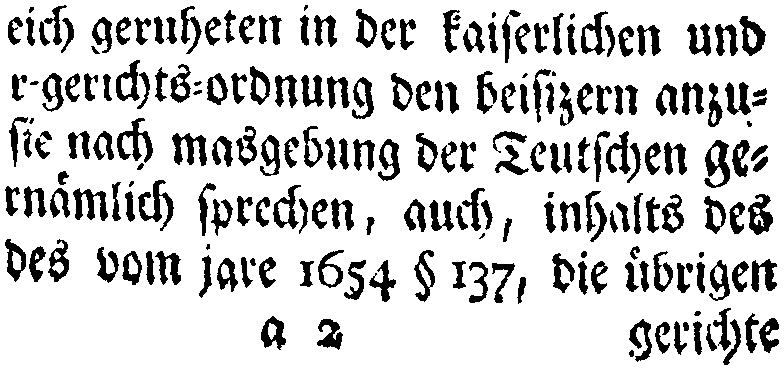 eich geruheten in der kaiserlichen und
r-gerichts-ordnung den beisizern anzu-
sie nach masgebung der Teutschen ge-
rnämlich sprechen, auch, inhalts des
des vom jare 1654 § 137, die übrigen
a 2 gerichte